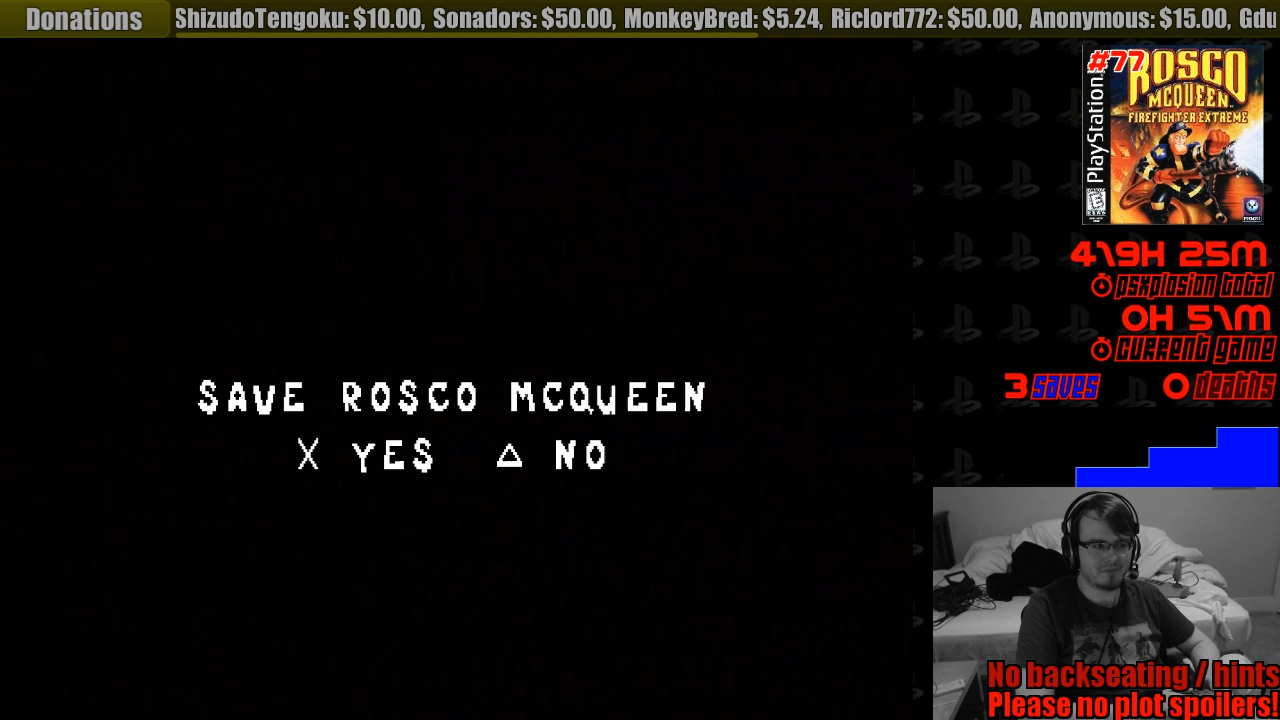 Donations
ShizudoTengoku: $10.00, Sonadors: $50.00, MonkeyBred: $5.24, Riclord772: $50.00, Anonymous: $15.00, Gdu
#77
ROSCO
MCQUEEN
FIREFIGHTER EXTREME
PlayStation
419H 25M
psxplosion total
0H 51M
current game
3 saves 0 deaths
SAVE ROSCO MCQUEEN
X YES △ NO
No backseating / hints
Please no plot spoilers!